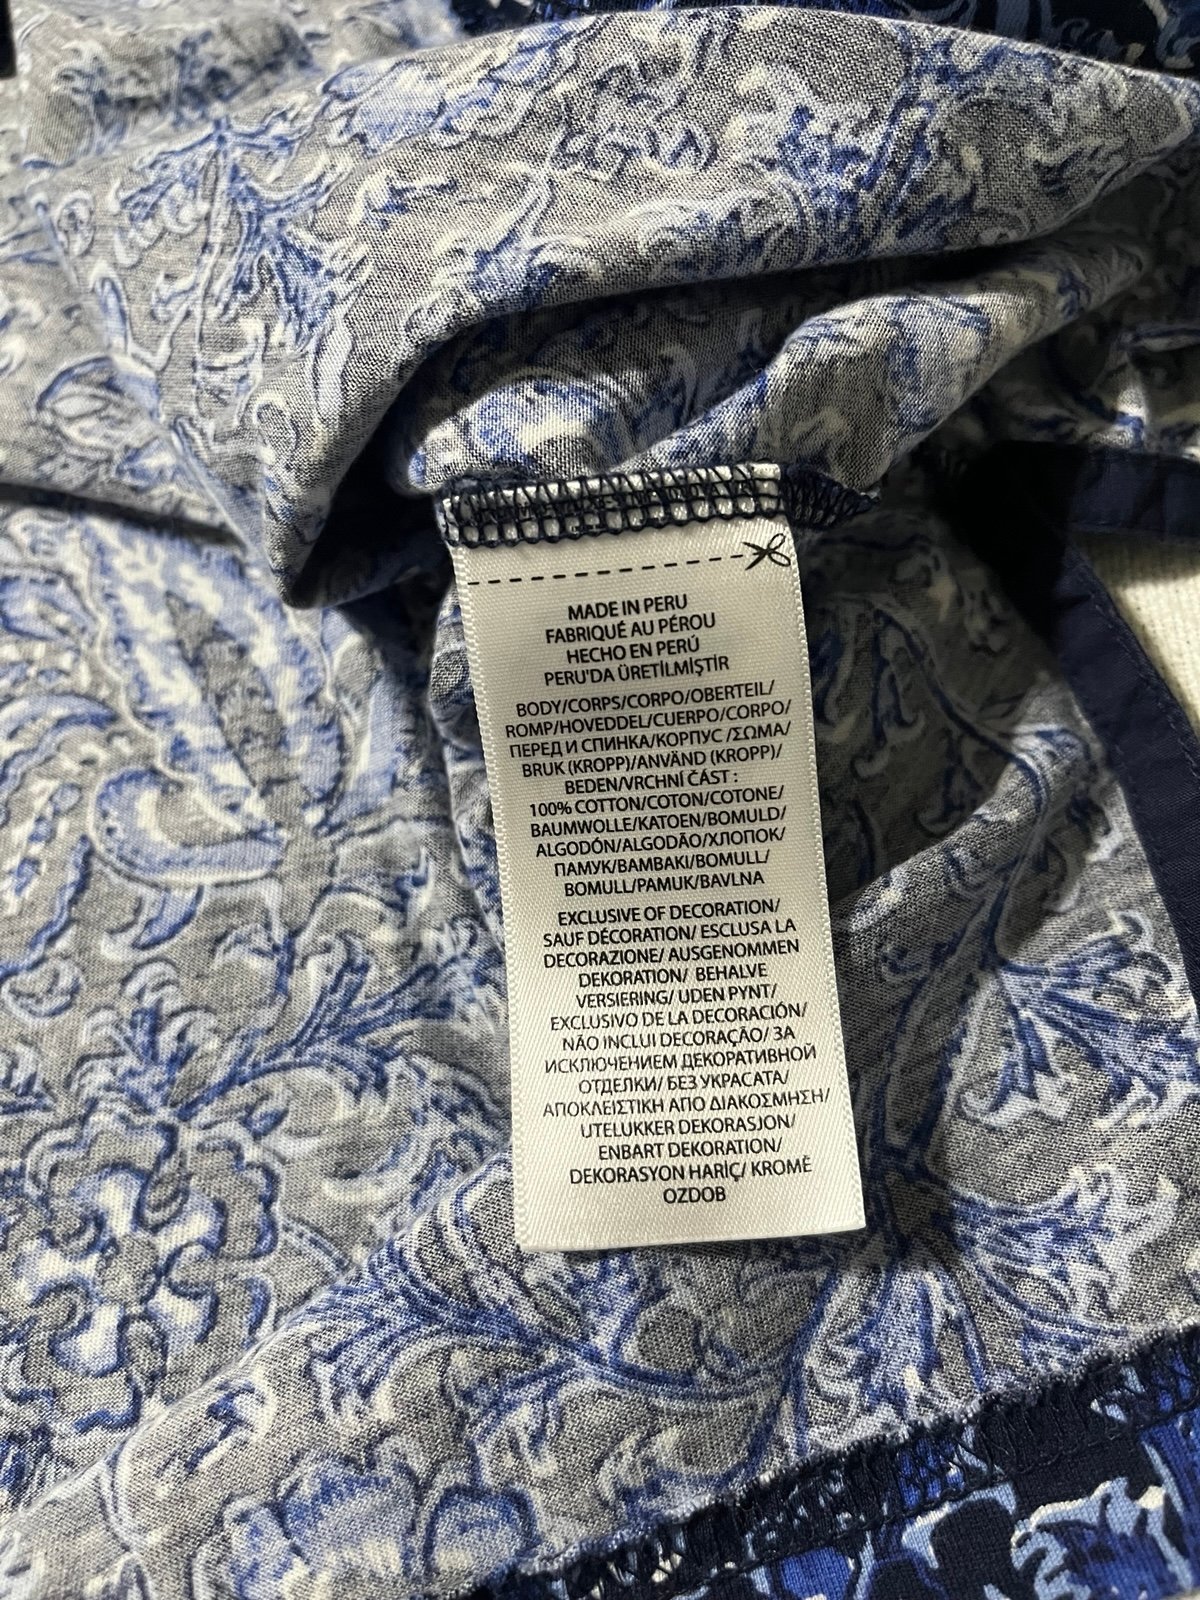 MADE IN PERU
FABRIQUÉ AU PÉROU
HECHO EN PERÚ
PERU'DA ÜRETİLMİŞTİR
BODY/CORPS/CORPO/OBERTEIL/
ROMP/HOVEDDEL/CUERPO/CORPO/
ПЕРЕД И СПИНКА/КОРПУС /ΣΩΜΑ/
BRUK (KROPP)/ANVÄND (KROPP)/
BEDEN/VRCHNÍ ČÁST :
100% COTTON/COTON/COTONE/
BAUMWOLLE/KATOEN/BOMULD/
ALGODÓN/ALGODÃO/ХЛОПОК/
ПАМУК/ΒΑΜΒΑΚΙ/BOMULL/
BOMULL/PAMUK/BAVLNA
EXCLUSIVE OF DECORATION/
SAUF DÉCORATION/ ESCLUSA LA
DECORAZIONE/ AUSGENOMMEN
DEKORATION/ BEHALVE
VERSIERING/ UDEN PYNT/
EXCLUSIVO DE LA DECORACIÓN/
NÃO INCLUI DECORAÇÃO/ ЗА
ИСКЛЮЧЕНИЕМ ДЕКОРАТИВНОЙ
ОТДЕЛКИ/ БЕЗ УКРАСАТА/
ΑΠΟΚΛΕΙΣΤΙΚΗ ΑΠΟ ΔΙΑΚΟΣΜΗΣΗ/
UTELUKKER DEKORASJON/
ENBART DEKORATION/
DEKORASYON HARİÇ/ KROMĚ
OZDOB